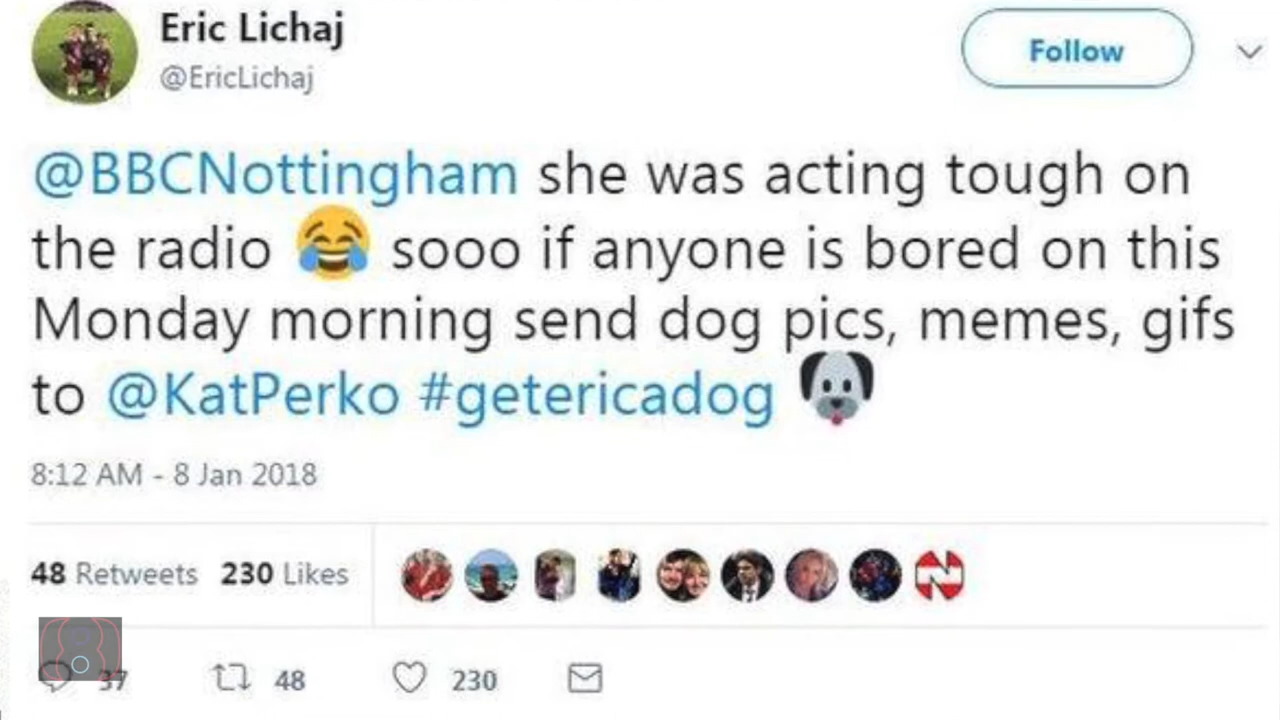 Eric Lichaj
@EricLichaj
Follow
@BBCNottingham she was acting tough on
the radio 😂 sooo if anyone is bored on this
Monday morning send dog pics, memes, gifs
to @KatPerko #getericadog 🐶
8:12 AM - 8 Jan 2018
48 Retweets 230 Likes
37 48 230